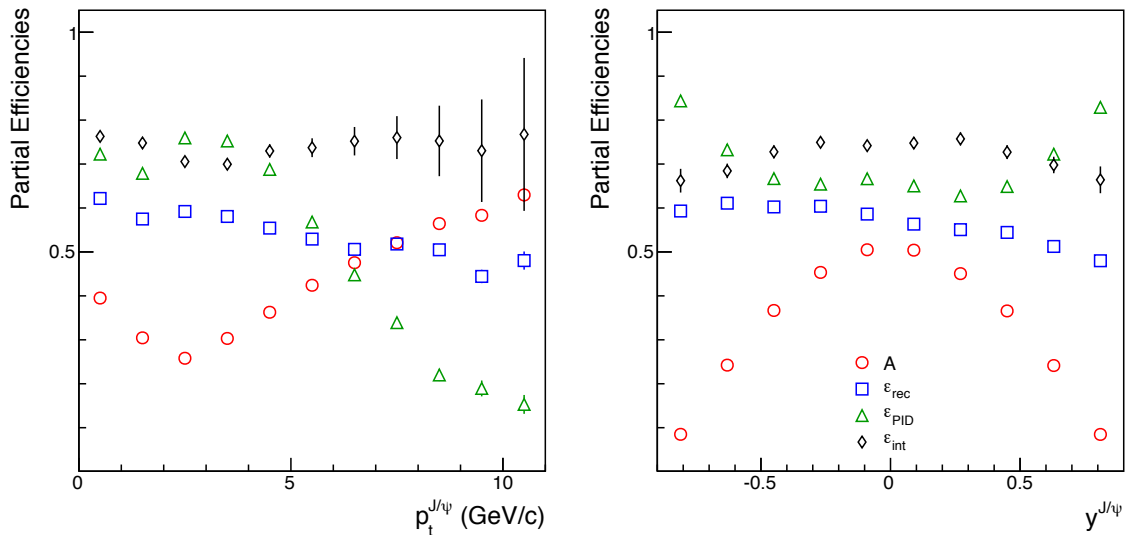 Partial Efficiencies
1
0.5
0 5 10
p_t^{J/ψ} (GeV/c)
Partial Efficiencies
1
0.5
A
ε_rec
ε_PID
ε_int
-0.5 0 0.5
y^{J/ψ}